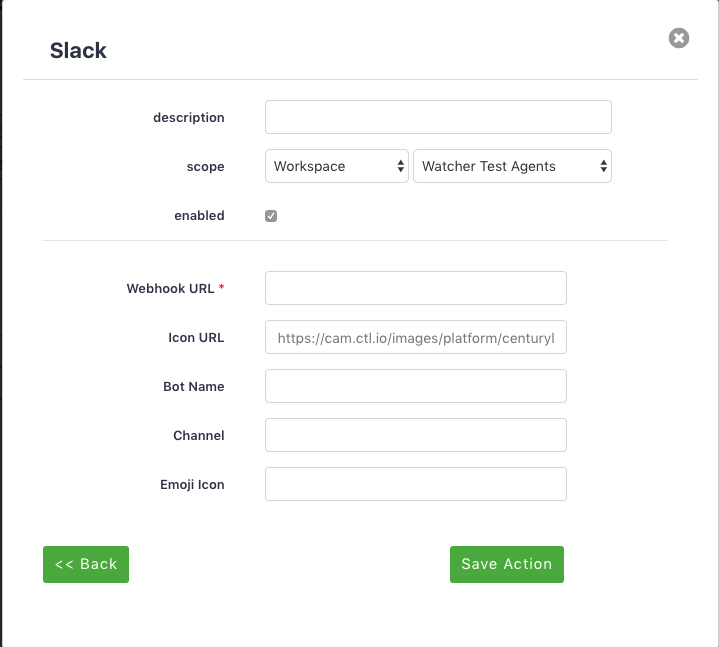 Slack
description
scope Workspace Watcher Test Agents
enabled
Webhook URL *
Icon URL https://cam.ctl.io/images/platform/centuryl
Bot Name
Channel
Emoji Icon
<< Back Save Action